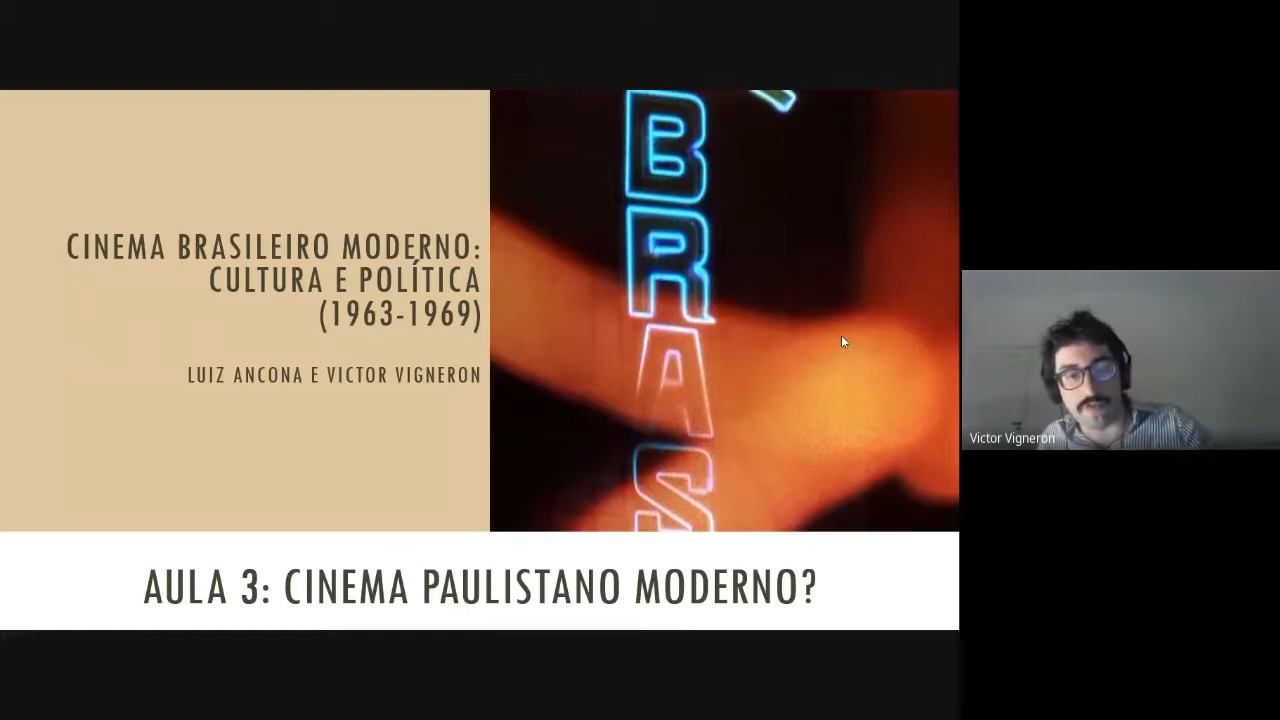 CINEMA BRASILEIRO MODERNO:
CULTURA E POLÍTICA
(1963-1969)
LUIZ ANCONA E VICTOR VIGNERON
BRAS
AULA 3: CINEMA PAULISTANO MODERNO?
Victor Vigneron